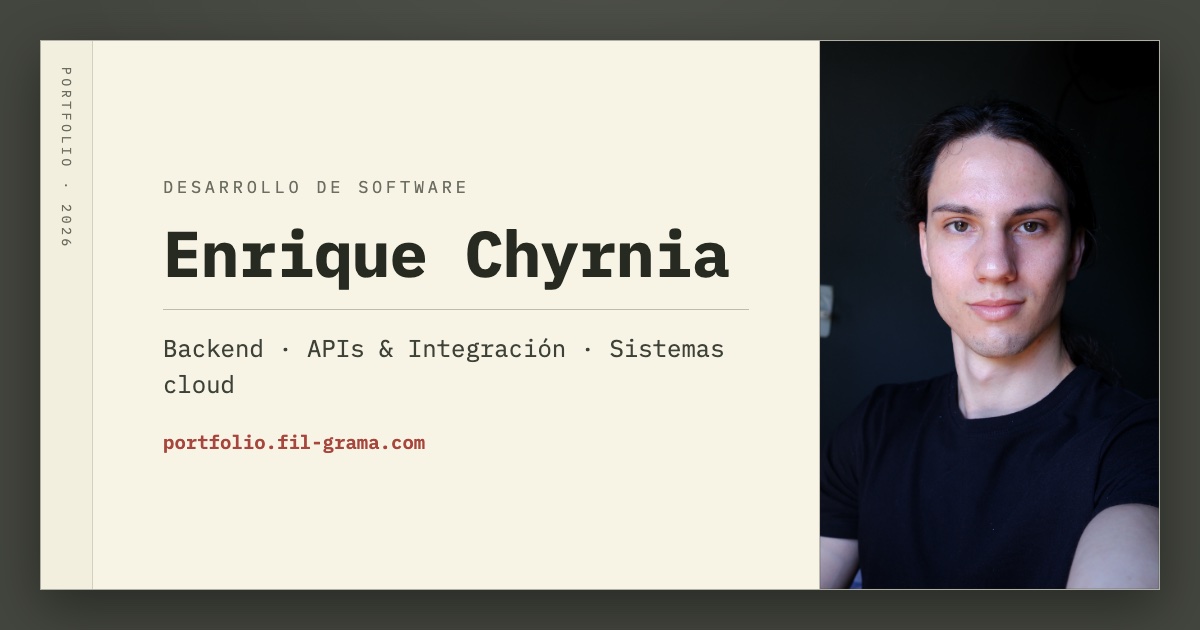 PORTFOLIO · 2026
DESARROLLO DE SOFTWARE
Enrique Chyrnia
Backend · APIs & Integración · Sistemas
cloud
portfolio.fil-grama.com